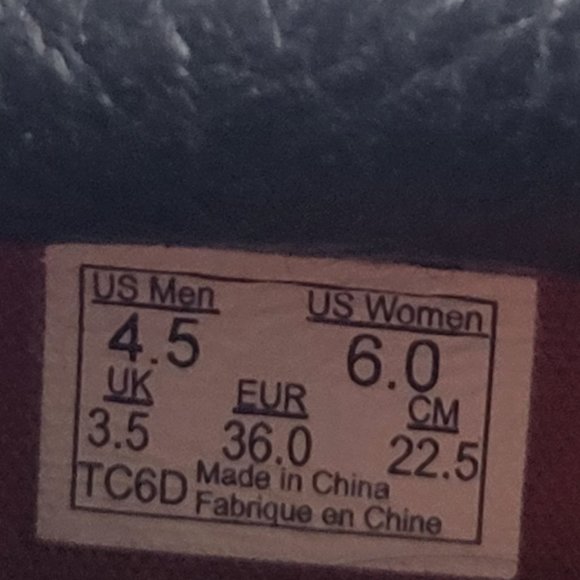 US Men US Women
4.5 6.0
UK EUR CM
3.5 36.0 22.5
TC6D Made in China
Fabrique en Chine